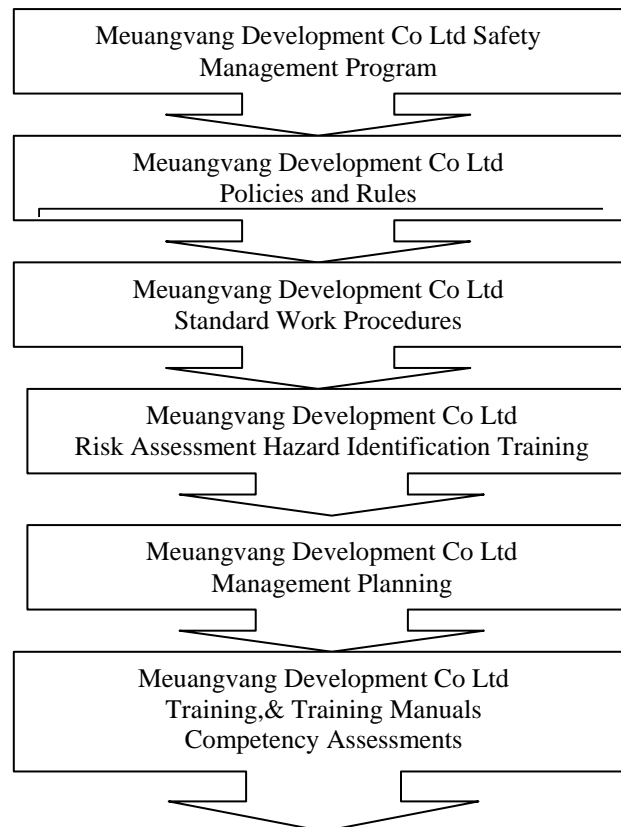 Meuangvang Development Co Ltd Safety
Management Program
Meuangvang Development Co Ltd
Policies and Rules
Meuangvang Development Co Ltd
Standard Work Procedures
Meuangvang Development Co Ltd
Risk Assessment Hazard Identification Training
Meuangvang Development Co Ltd
Management Planning
Meuangvang Development Co Ltd
Training,& Training Manuals
Competency Assessments